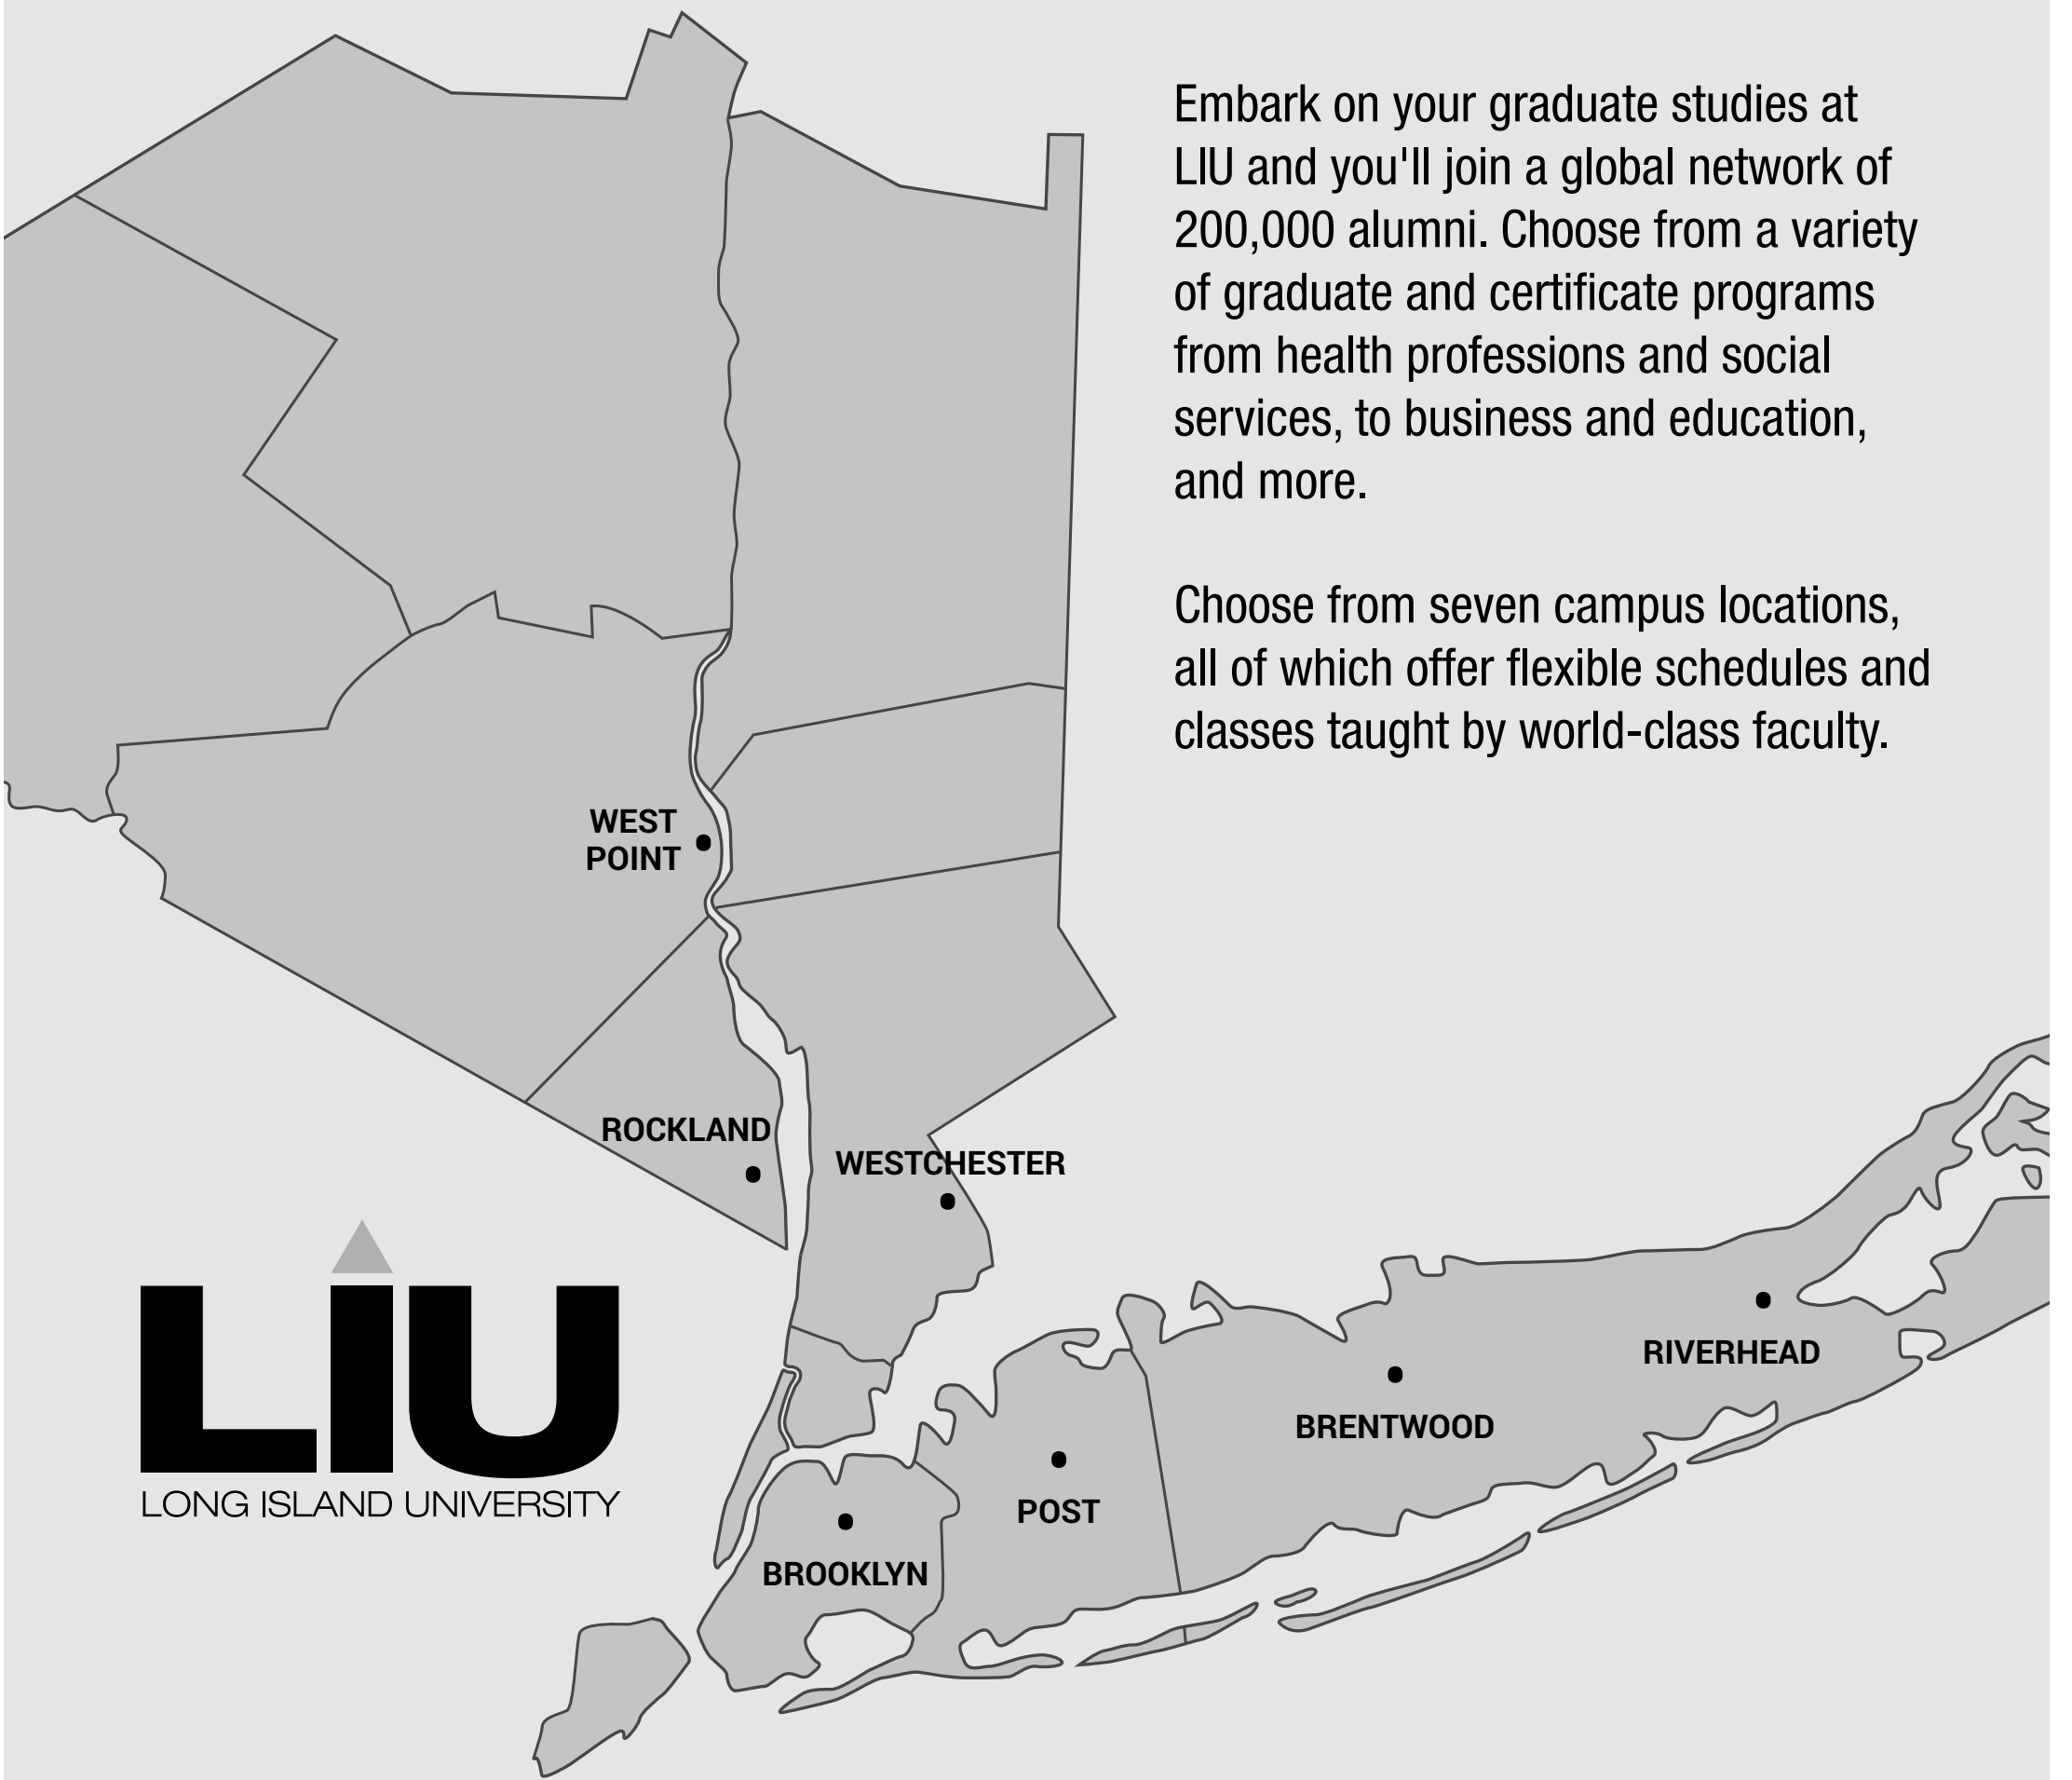 Embark on your graduate studies at
LIU and you'll join a global network of
200,000 alumni. Choose from a variety
of graduate and certificate programs
from health professions and social
services, to business and education,
and more.
Choose from seven campus locations,
all of which offer flexible schedules and
classes taught by world-class faculty.
WEST
POINT
ROCKLAND
WESTCHESTER
RIVERHEAD
BRENTWOOD
POST
BROOKLYN
LIU
LONG ISLAND UNIVERSITY